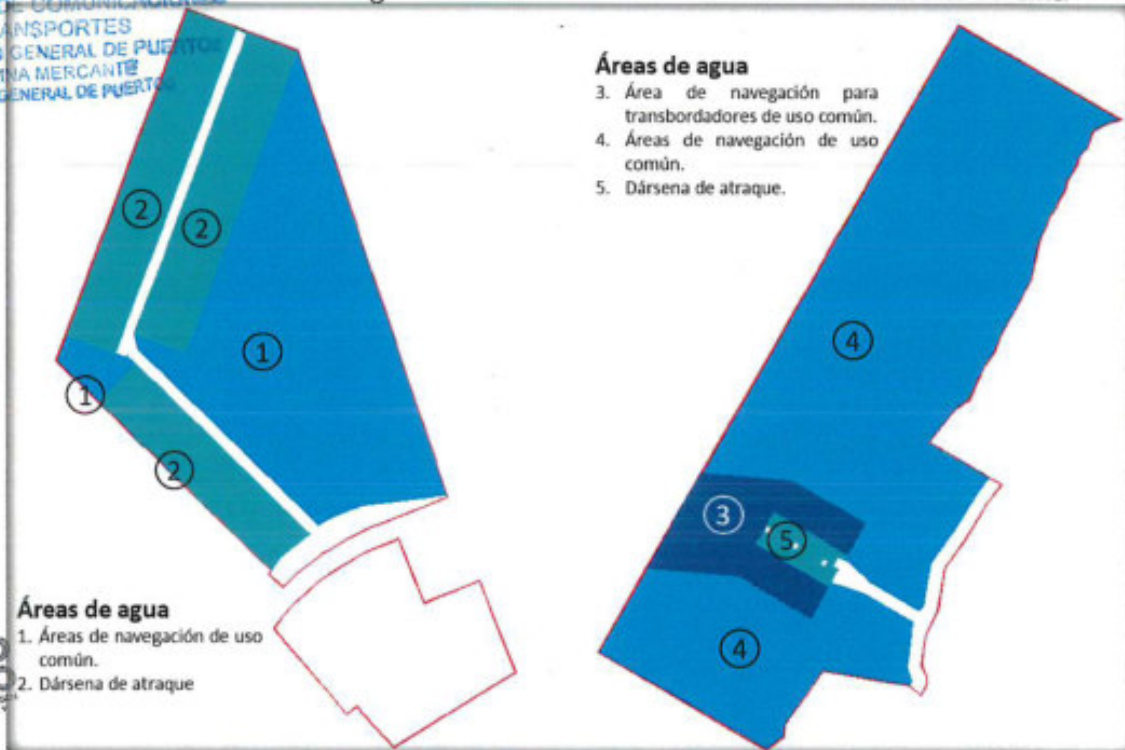 DE COMUNICACIONES
ANSPORTES
GENERAL DE PUERTOS
NA MERCANTE
GENERAL DE PUERTOS
Áreas de agua
3. Área de navegación para
transbordadores de uso común.
4. Áreas de navegación de uso
común.
5. Dársena de atraque.
2
2
1
1
2
4
3
5
4
Áreas de agua
1. Áreas de navegación de uso
común.
2. Dársena de atraque